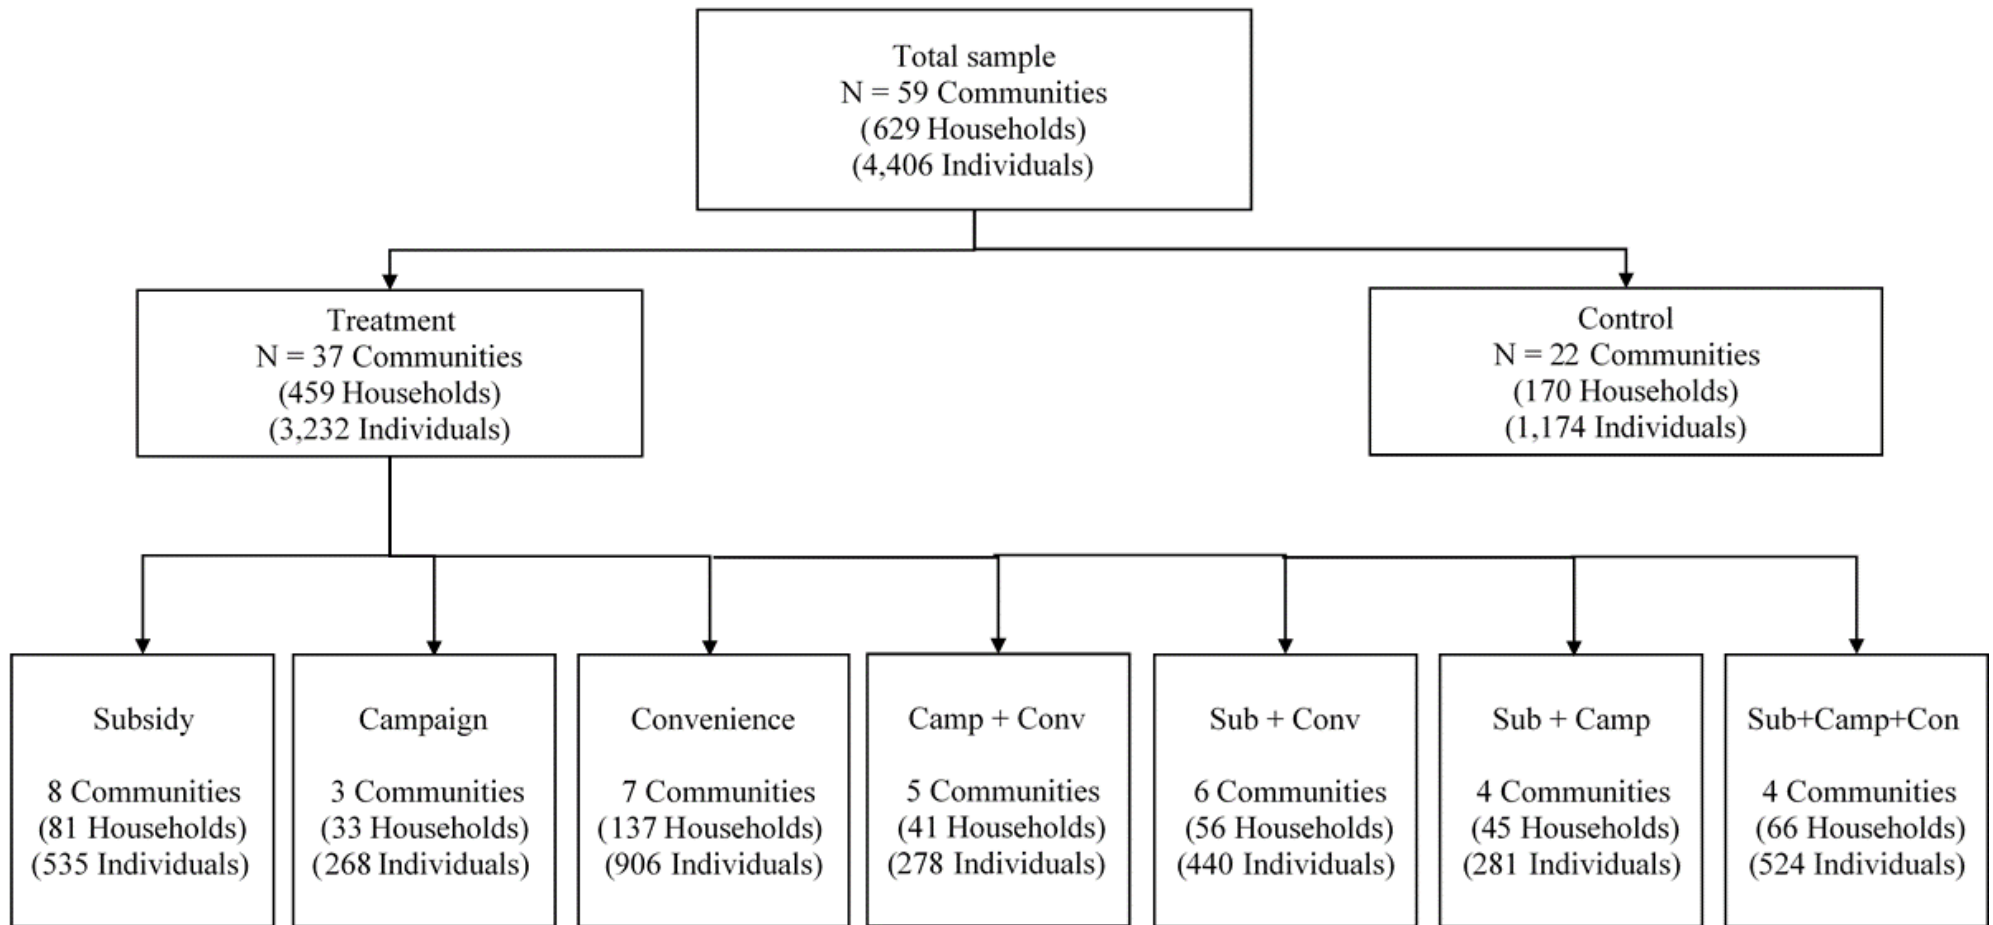 Total sample
N = 59 Communities
(629 Households)
(4,406 Individuals)
Treatment
N = 37 Communities
(459 Households)
(3,232 Individuals)
Control
N = 22 Communities
(170 Households)
(1,174 Individuals)
Subsidy
8 Communities
(81 Households)
(535 Individuals)
Campaign
3 Communities
(33 Households)
(268 Individuals)
Convenience
7 Communities
(137 Households)
(906 Individuals)
Camp + Conv
5 Communities
(41 Households)
(278 Individuals)
Sub + Conv
6 Communities
(56 Households)
(440 Individuals)
Sub + Camp
4 Communities
(45 Households)
(281 Individuals)
Sub+Camp+Con
4 Communities
(66 Households)
(524 Individuals)